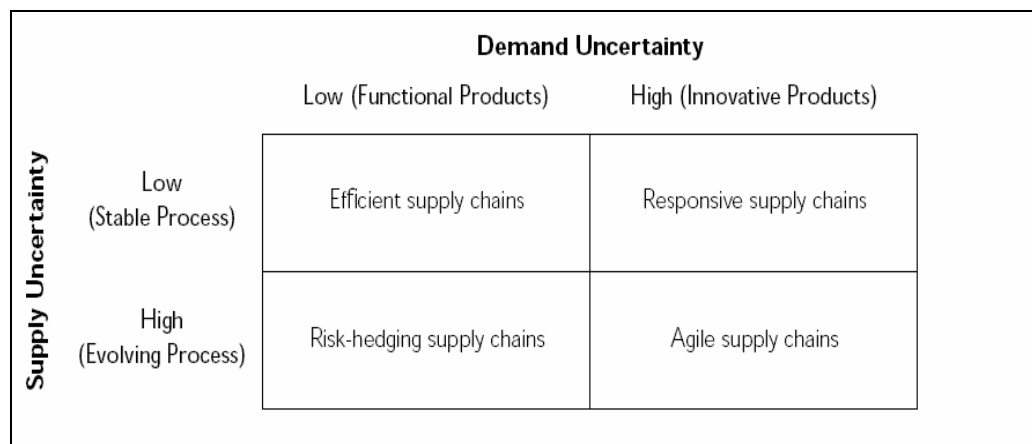 Demand Uncertainty
Low (Functional Products) High (Innovative Products)
Supply Uncertainty
Low
(Stable Process)
Efficient supply chains Responsive supply chains
High
(Evolving Process)
Risk-hedging supply chains Agile supply chains